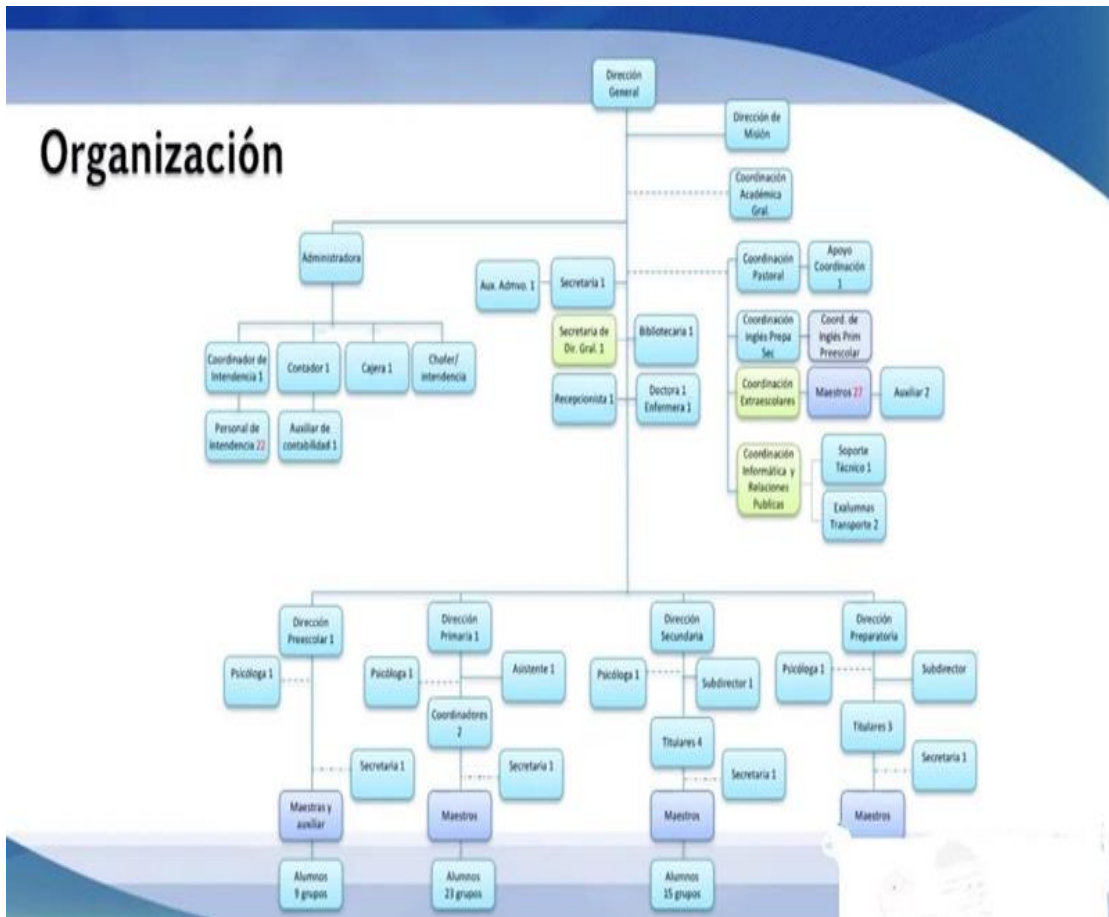 Organización
Dirección
General
Dirección de
Misión
Coordinación
Académica
Gral.
Administradora
Aux. Admvo. 1
Secretaría 1
Coordinación
Pastoral
Apoyo
Coordinación
1
Secretaria de
Dir. Gral. 1
Bibliotecaria 1
Coordinación
inglés Prepa
Sec
Coord. de
Inglés Prim
Preescolar
Coordinador de
Intendencia 1
Contador 1
Cajera 1
Chofer/
intendencia
Recepcionista 1
Doctora 1
Enfermera 1
Coordinación
Extraescolares
Maestros 27
Auxiliar 2
Personal de
intendencia 22
Auxiliar de
contabilidad 1
Coordinación
Informática y
Relaciones
Publicas
Soporte
Técnico 1
Exalumnas
Transporte 2
Dirección
Preescolar 1
Dirección
Primaria 1
Dirección
Secundaria
Dirección
Preparatoria
Psicóloga 1
Psicóloga 1
Asistente 1
Psicóloga 1
Subdirector 1
Psicóloga 1
Subdirector
Coordinadores
2
Titulares 4
Titulares 3
Secretaria 1
Secretaria 1
Secretaria 1
Secretaria 1
Maestras y
auxiliar
Maestros
Maestros
Maestros
Alumnos
9 grupos
Alumnos
23 grupos
Alumnos
15 grupos